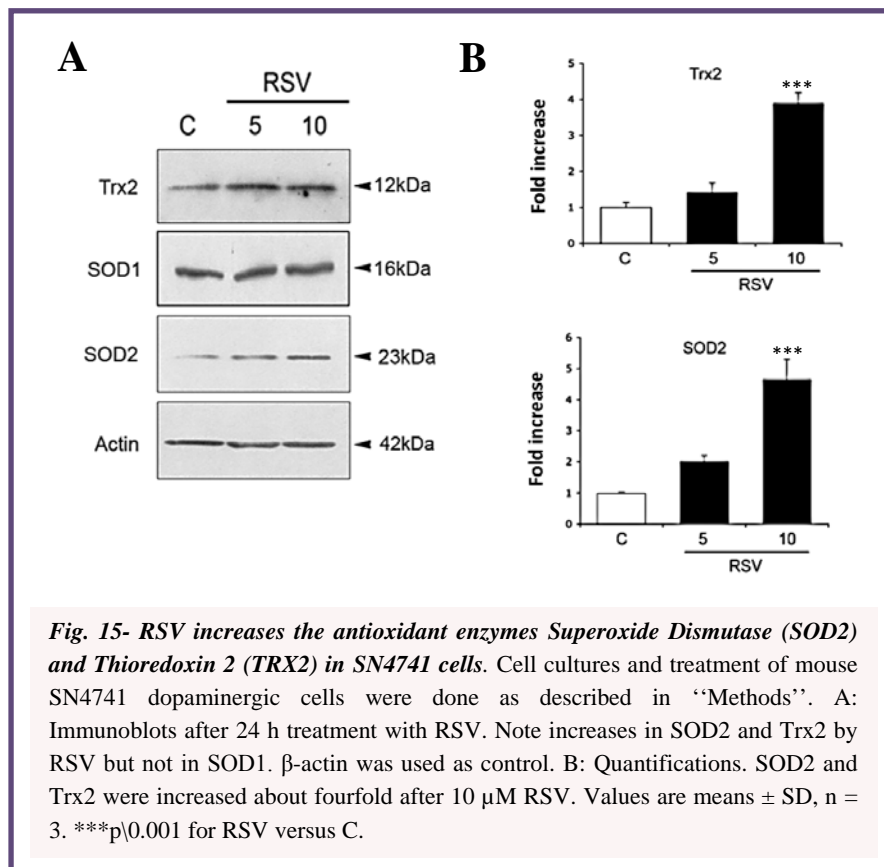 A
RSV
C 5 10
Trx2 12kDa
SOD1 16kDa
SOD2 23kDa
Actin 42kDa
B
Trx2
Fold increase
5
4
3
2
1
0
***
C 5 10
RSV
SOD2
Fold increase
6
5
4
3
2
1
0
***
C 5 10
RSV
Fig. 15- RSV increases the antioxidant enzymes Superoxide Dismutase (SOD2)
and Thioredoxin 2 (TRX2) in SN4741 cells. Cell cultures and treatment of mouse
SN4741 dopaminergic cells were done as described in ‘‘Methods’’. A:
Immunoblots after 24 h treatment with RSV. Note increases in SOD2 and Trx2 by
RSV but not in SOD1. β-actin was used as control. B: Quantifications. SOD2 and
Trx2 were increased about fourfold after 10 µM RSV. Values are means ± SD, n =
3. ***p\0.001 for RSV versus C.